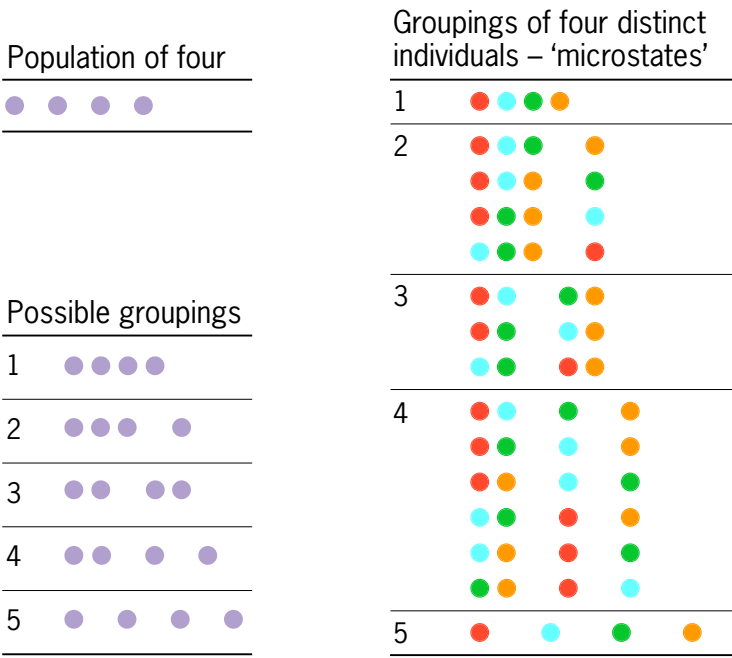 Population of four
Possible groupings
1
2
3
4
5
Groupings of four distinct
individuals – ‘microstates’
1
2
3
4
5